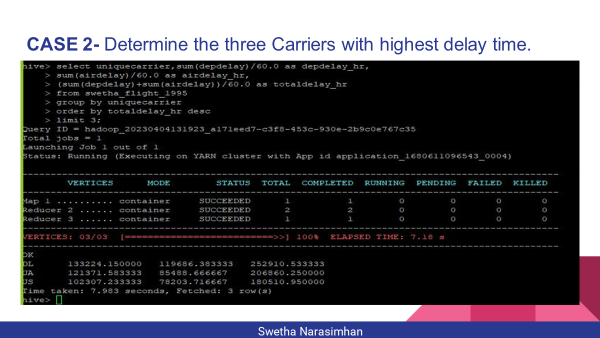 CASE 2- Determine the three Carriers with highest delay time.
hive> select uniquecarrier,sum(depdelay)/60.0 as depdelay_hr,
> sum(airdelay)/60.0 as airdelay_hr,
> (sum(depdelay)+sum(airdelay))/60.0 as totaldelay_hr
> from swetha_flight_1995
> group by uniquecarrier
> order by totaldelay_hr desc
> limit 3;
Query ID = hadoop_20230404131923_a171eed7-c3f8-453c-930e-2b9c0e767c35
Total jobs = 1
Launching Job 1 out of 1
Status: Running (Executing on YARN cluster with App id application_1680611096543_0004)
VERTICES MODE STATUS TOTAL COMPLETED RUNNING PENDING FAILED KILLED
Map 1 .......... container SUCCEEDED 1 1 0 0 0 0
Reducer 2 ...... container SUCCEEDED 2 2 0 0 0 0
Reducer 3 ...... container SUCCEEDED 1 1 0 0 0 0
VERTICES: 03/03 [==========================>>] 100% ELAPSED TIME: 7.18 s
OK
DL 133224.150000 119686.383333 252910.533333
UA 121371.583333 85488.666667 206860.250000
US 102307.233333 78203.716667 180510.950000
Time taken: 7.983 seconds, Fetched: 3 row(s)
hive>
Swetha Narasimhan